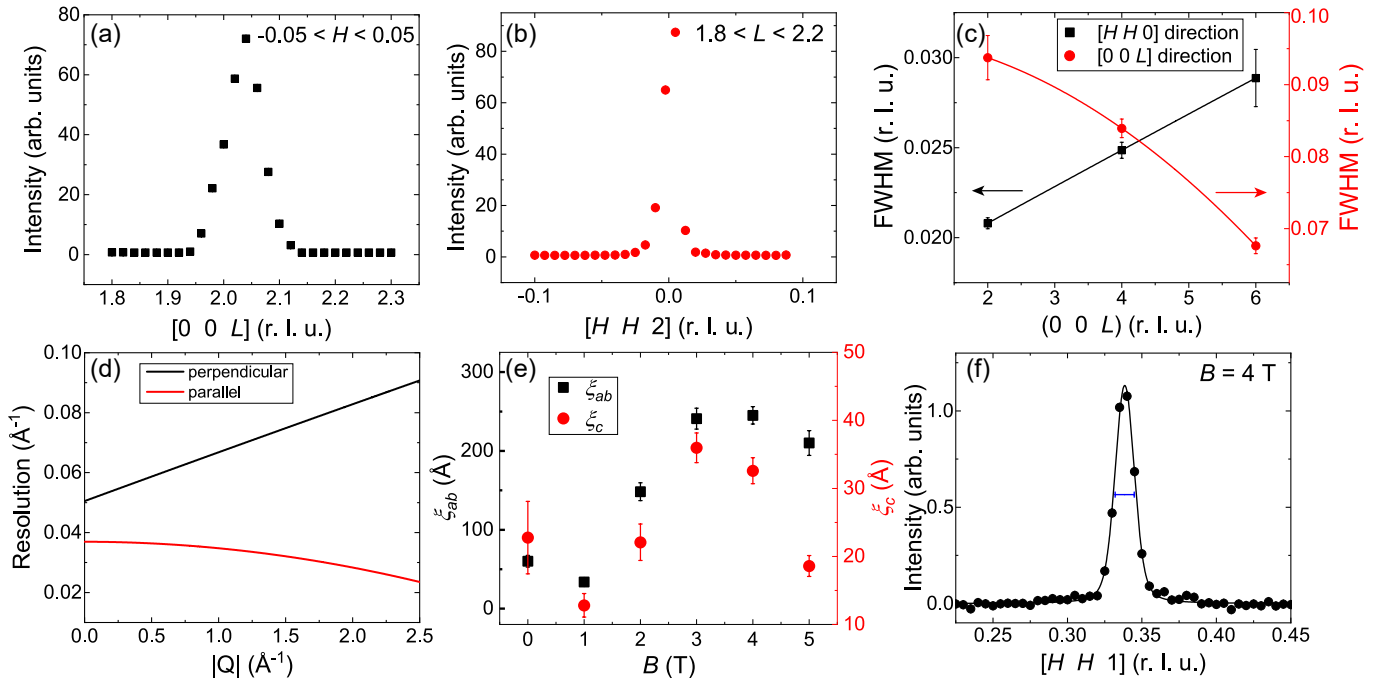 (a)
-0.05 < H < 0.05
Intensity (arb. units)
80
60
40
20
0
1.8 1.9 2.0 2.1 2.2 2.3
[0 0 L] (r. l. u.)
(b)
1.8 < L < 2.2
Intensity (arb. units)
80
60
40
20
0
-0.1 0.0 0.1
[H H 2] (r. l. u.)
(c)
[H H 0] direction
[0 0 L] direction
FWHM (r. l. u.)
0.030
0.025
0.020
2 3 4 5 6
(0 0 L) (r. l. u.)
0.10
0.09
0.08
0.07
FWHM (r. l. u.)
(d)
perpendicular
parallel
Resolution (Å-1)
0.10
0.08
0.06
0.04
0.02
0.0 0.5 1.0 1.5 2.0 2.5
|Q| (Å-1)
(e)
ξab
ξc
ξab (Å)
300
200
100
0
0 1 2 3 4 5
B (T)
50
40
30
20
10
ξc (Å)
(f)
B = 4 T
Intensity (arb. units)
1.0
0.5
0.0
0.25 0.30 0.35 0.40 0.45
[H H 1] (r. l. u.)